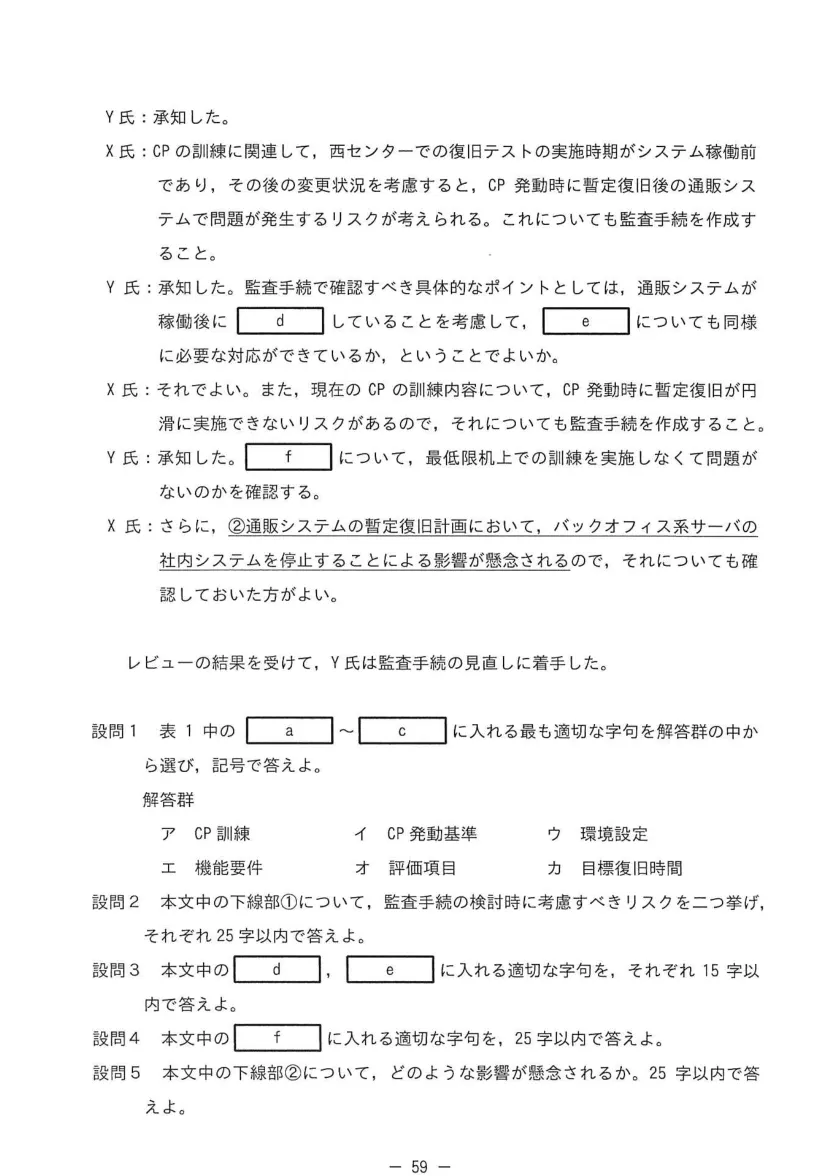 Y氏：承知した。
X氏：CPの訓練に関連して，西センターでの復旧テストの実施時期がシステム稼働前
であり，その後の変更状況を考慮すると，CP 発動時に暫定復旧後の通販シス
テムで問題が発生するリスクが考えられる。これについても監査手続を作成す
ること。
Y 氏：承知した。監査手続で確認すべき具体的なポイントとしては，通販システムが
稼働後に d していることを考慮して， e についても同様
に必要な対応ができているか，ということでよいか。
X 氏：それでよい。また，現在の CP の訓練内容について，CP 発動時に暫定復旧が円
滑に実施できないリスクがあるので，それについても監査手続を作成すること。
Y 氏：承知した。 f について，最低限机上での訓練を実施しなくて問題が
ないのかを確認する。
X 氏：さらに，②通販システムの暫定復旧計画において，バックオフィス系サーバの
社内システムを停止することによる影響が懸念されるので，それについても確
認しておいた方がよい。
レビューの結果を受けて，Y氏は監査手続の見直しに着手した。
設問1 表 1 中の a ～ c に入れる最も適切な字句を解答群の中か
ら選び，記号で答えよ。
解答群
ア CP訓練 イ CP発動基準 ウ 環境設定
エ 機能要件 オ 評価項目 カ 目標復旧時間
設問2 本文中の下線部①について，監査手続の検討時に考慮すべきリスクを二つ挙げ，
それぞれ25字以内で答えよ。
設問3 本文中の d ， e に入れる適切な字句を，それぞれ 15 字以
内で答えよ。
設問4 本文中の f に入れる適切な字句を，25字以内で答えよ。
設問5 本文中の下線部②について，どのような影響が懸念されるか。25 字以内で答
えよ。
－ 59 －